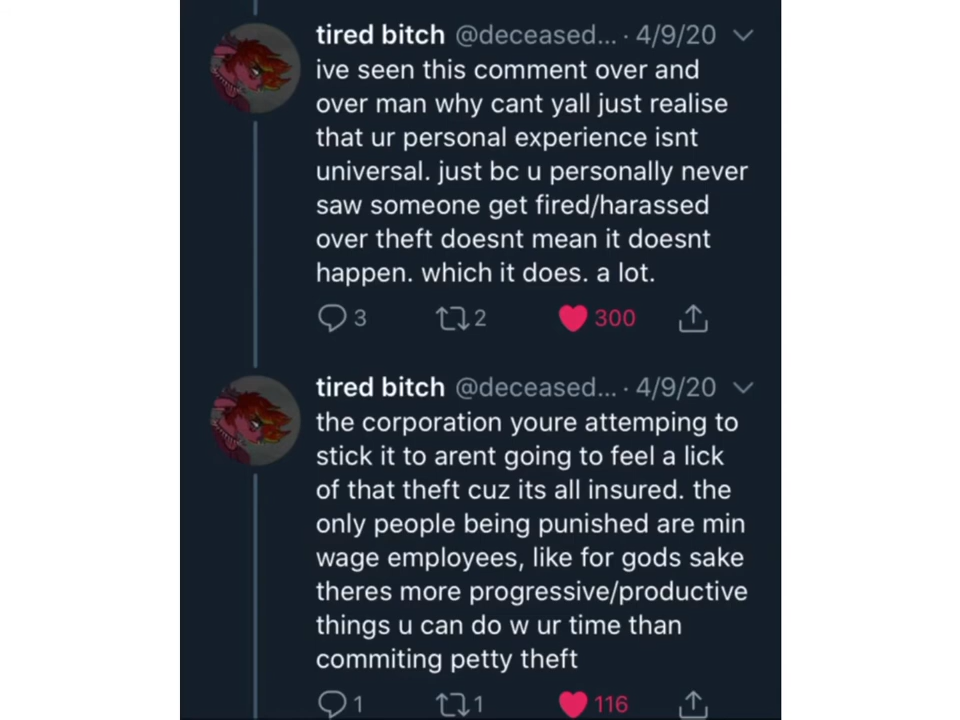 tired bitch @deceased... · 4/9/20
ive seen this comment over and
over man why cant yall just realise
that ur personal experience isnt
universal. just bc u personally never
saw someone get fired/harassed
over theft doesnt mean it doesnt
happen. which it does. a lot.
3 2 300
tired bitch @deceased... · 4/9/20
the corporation youre attemping to
stick it to arent going to feel a lick
of that theft cuz its all insured. the
only people being punished are min
wage employees, like for gods sake
theres more progressive/productive
things u can do w ur time than
commiting petty theft
1 1 116